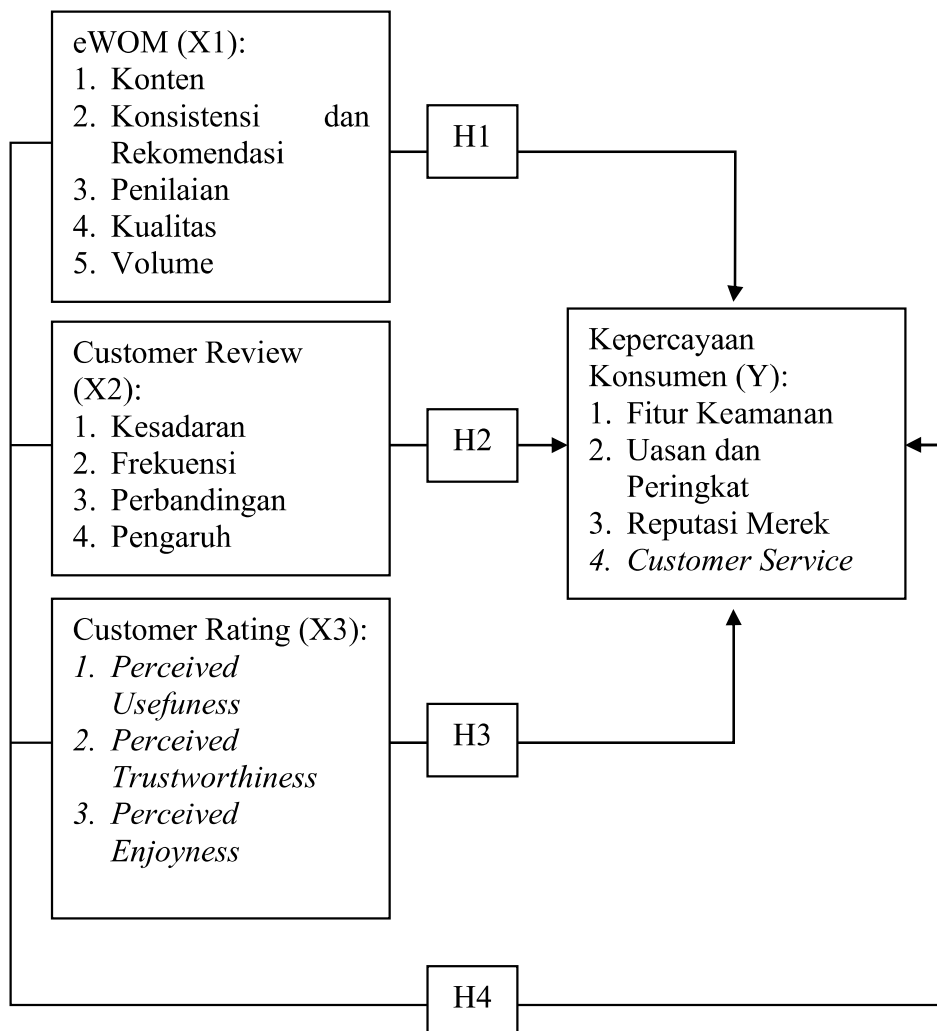 eWOM (X1):
1. Konten
2. Konsistensi dan
Rekomendasi
3. Penilaian
4. Kualitas
5. Volume
H1
Customer Review
(X2):
1. Kesadaran
2. Frekuensi
3. Perbandingan
4. Pengaruh
H2
Kepercayaan
Konsumen (Y):
1. Fitur Keamanan
2. Uasan dan
Peringkat
3. Reputasi Merek
4. Customer Service
Customer Rating (X3):
1. Perceived
Usefuness
2. Perceived
Trustworthiness
3. Perceived
Enjoyness
H3
H4